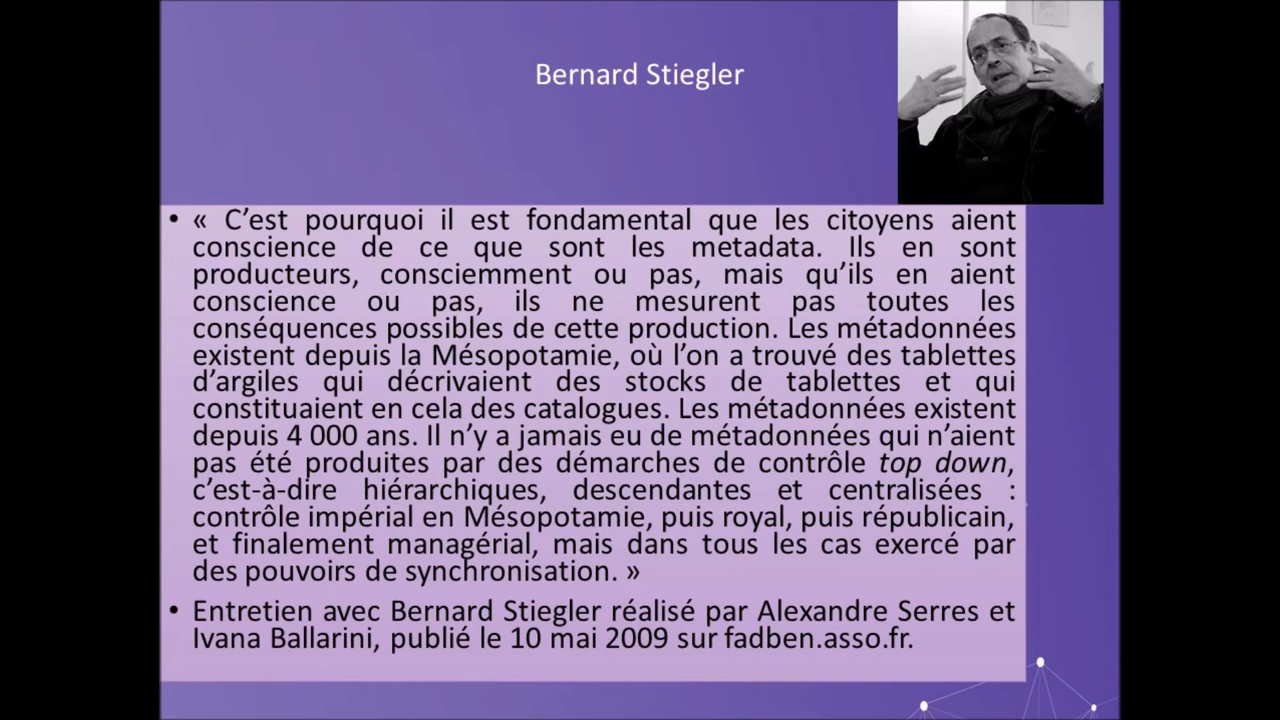 Bernard Stiegler
• « C’est pourquoi il est fondamental que les citoyens aient
conscience de ce que sont les metadata. Ils en sont
producteurs, consciemment ou pas, mais qu’ils en aient
conscience ou pas, ils ne mesurent pas toutes les
conséquences possibles de cette production. Les métadonnées
existent depuis la Mésopotamie, où l’on a trouvé des tablettes
d’argiles qui décrivaient des stocks de tablettes et qui
constituaient en cela des catalogues. Les métadonnées existent
depuis 4 000 ans. Il n’y a jamais eu de métadonnées qui n’aient
pas été produites par des démarches de contrôle top down,
c’est-à-dire hiérarchiques, descendantes et centralisées :
contrôle impérial en Mésopotamie, puis royal, puis républicain,
et finalement managérial, mais dans tous les cas exercé par
des pouvoirs de synchronisation. »
• Entretien avec Bernard Stiegler réalisé par Alexandre Serres et
Ivana Ballarini, publié le 10 mai 2009 sur fadben.asso.fr.